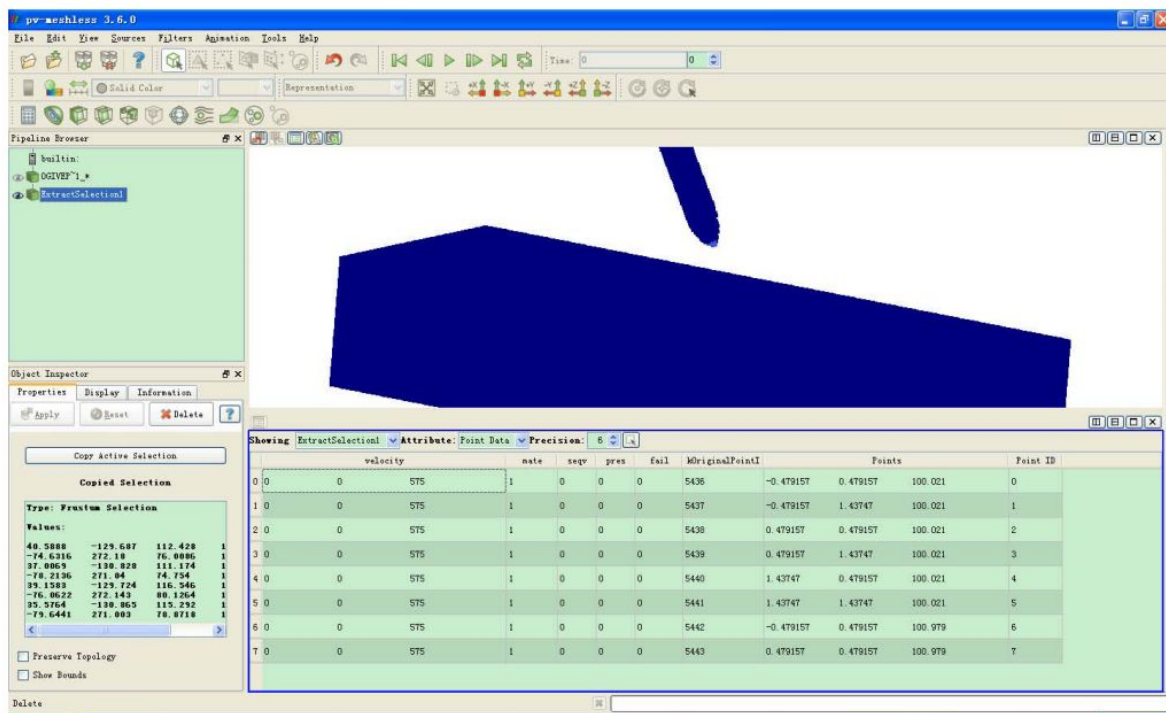 pv-meshless 3.6.0
File Edit View Sources Filters Animation Tools Help
Time: 0 0
Solid Color Representation
Pipeline Browser
builtin:
OGIVEP~1_*
ExtractSelection1
Object Inspector
Properties Display Information
Apply Reset Delete ?
Copy Active Selection
Copied Selection
Type: Frustum Selection
Values:
40.5888 -129.687 112.428 1
-74.6316 272.18 76.0086 1
37.0069 -130.828 111.174 1
-78.2136 271.04 74.754 1
39.1583 -129.724 116.546 1
-76.0622 272.143 80.1264 1
35.5764 -130.865 115.292 1
-79.6441 271.003 78.8718 1
Preserve Topology
Show Bounds
Showing ExtractSelection1 Attribute: Point Data Precision: 6
velocity mate seqv pres fail kOriginalPointI Points Point ID
0 0 0 575 1 0 0 0 5436 -0.479157 0.479157 100.021 0
1 0 0 575 1 0 0 0 5437 -0.479157 1.43747 100.021 1
2 0 0 575 1 0 0 0 5438 0.479157 0.479157 100.021 2
3 0 0 575 1 0 0 0 5439 0.479157 1.43747 100.021 3
4 0 0 575 1 0 0 0 5440 1.43747 0.479157 100.021 4
5 0 0 575 1 0 0 0 5441 1.43747 1.43747 100.021 5
6 0 0 575 1 0 0 0 5442 -0.479157 0.479157 100.979 6
7 0 0 575 1 0 0 0 5443 0.479157 0.479157 100.979 7
Delete